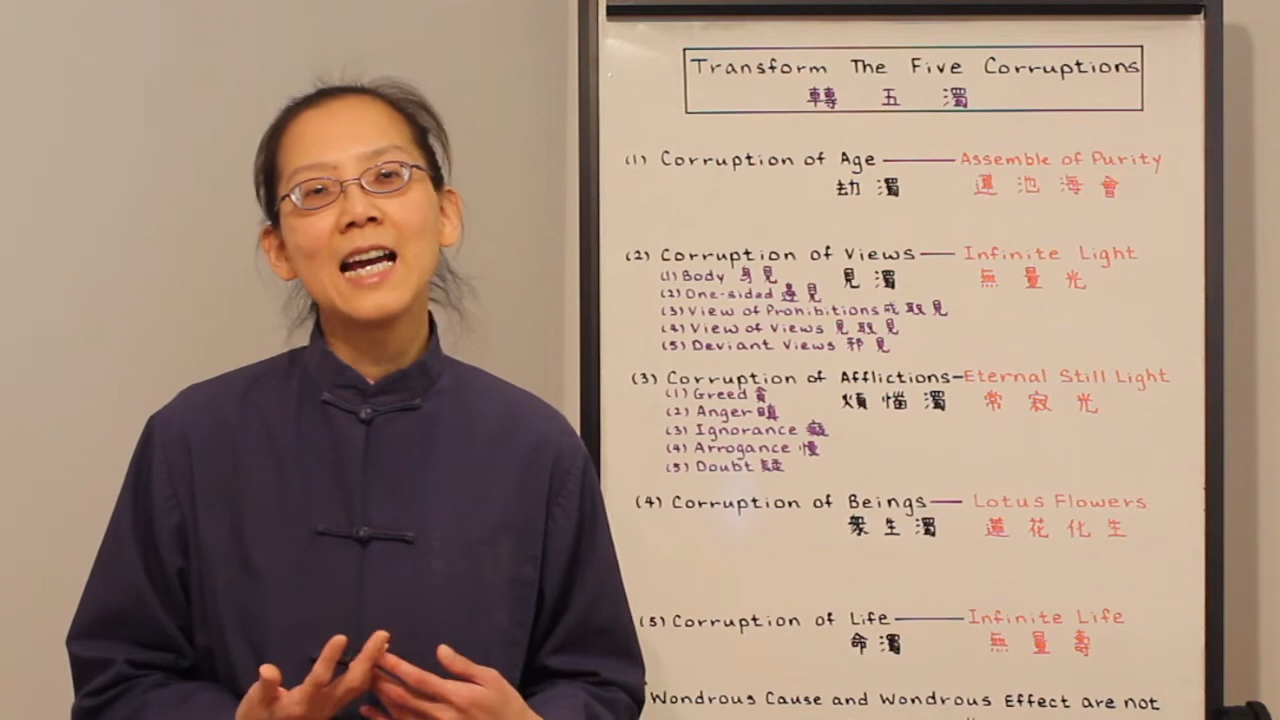 Transform The Five Corruptions
轉 五 濁
(1) Corruption of Age — Assemble of Purity
劫 濁 蓮 池 海 會
(2) Corruption of Views — Infinite Light
見 濁 無 量 光
(1) Body 身見
(2) One-sided 邊見
(3) View of Prohibitions 戒取見
(4) View of Views 見取見
(5) Deviant Views 邪見
(3) Corruption of Afflictions — Eternal Still Light
煩 惱 濁 常 寂 光
(1) Greed 貪
(2) Anger 瞋
(3) Ignorance 癡
(4) Arrogance 慢
(5) Doubt 疑
(4) Corruption of Beings — Lotus Flowers
衆 生 濁 蓮 花 化 生
(5) Corruption of Life — Infinite Life
命 濁 無 量 壽
Wondrous Cause and Wondrous Effect are not